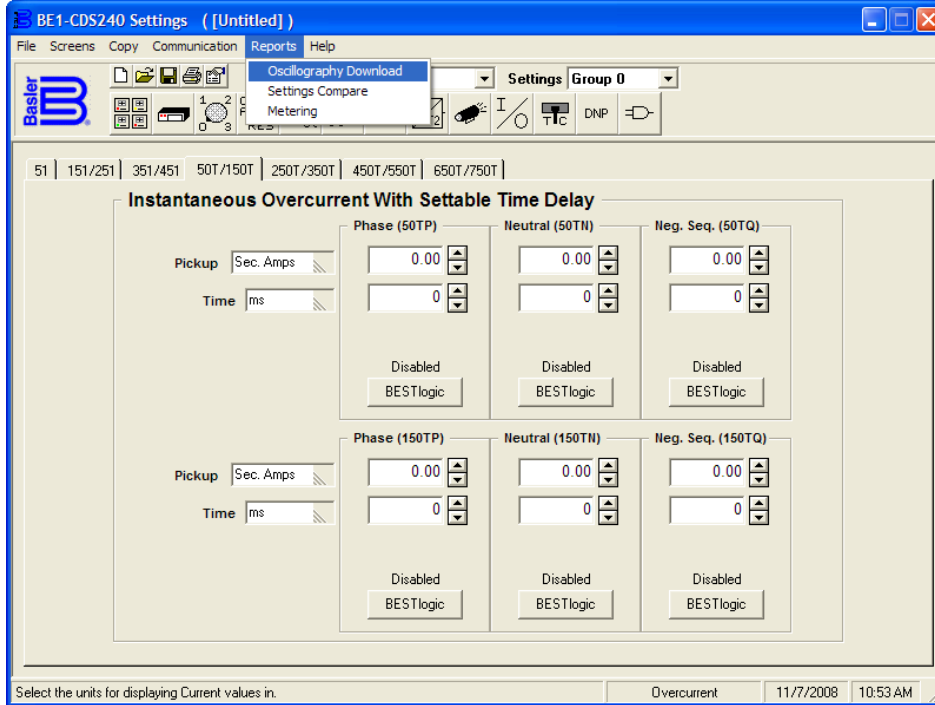 BE1-CDS240 Settings ( [Untitled] )
File Screens Copy Communication Reports Help
Oscillography Download
Settings Compare
Metering
Basler
Settings Group 0
1 2
0 3
I/O
TTC
DNP
51 151/251 351/451 50T/150T 250T/350T 450T/550T 650T/750T
Instantaneous Overcurrent With Settable Time Delay
Phase (50TP) Neutral (50TN) Neg. Seq. (50TQ)
Pickup Sec. Amps 0.00 0.00 0.00
Time ms 0 0 0
Disabled Disabled Disabled
BESTlogic BESTlogic BESTlogic
Phase (150TP) Neutral (150TN) Neg. Seq. (150TQ)
Pickup Sec. Amps 0.00 0.00 0.00
Time ms 0 0 0
Disabled Disabled Disabled
BESTlogic BESTlogic BESTlogic
Select the units for displaying Current values in. Overcurrent 11/7/2008 10:53 AM